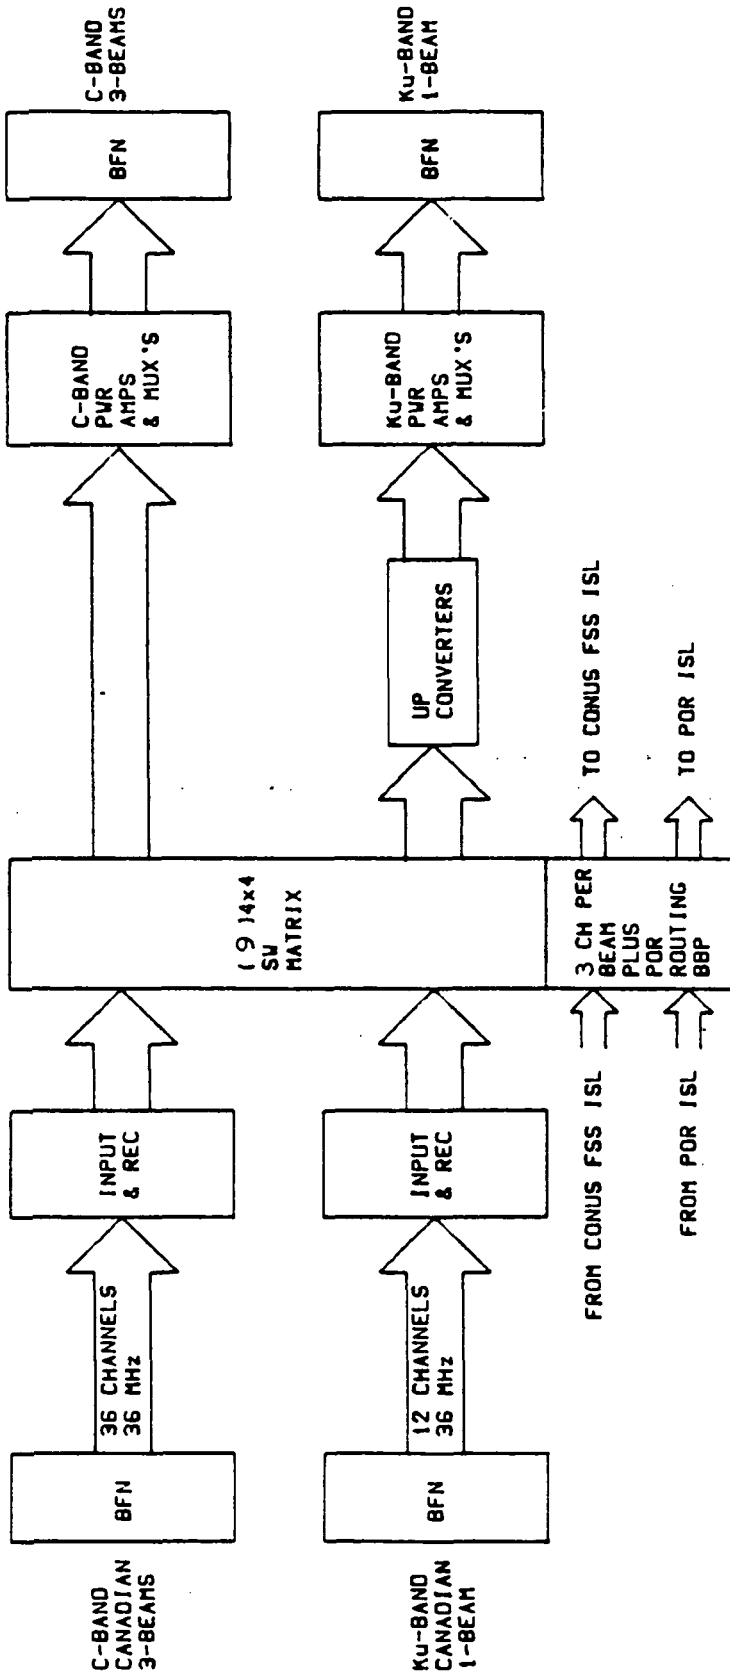 C-BAND
CANADIAN
3-BEAMS
BFN
36 CHANNELS
36 MHz
INPUT
& REC
C-BAND
PWR
AMPS
& MUX'S
BFN
C-BAND
3-BEAMS
Ku-BAND
CANADIAN
1-BEAM
BFN
12 CHANNELS
36 MHz
INPUT
& REC
(9)4x4
SW
MATRIX
UP
CONVERTERS
Ku-BAND
PWR
AMPS
& MUX'S
BFN
Ku-BAND
1-BEAM
FROM CONUS FSS ISL
FROM POR ISL
3 CH PER
BEAM
PLUS
POR
ROUTING
BBP
TO CONUS FSS ISL
TO POR ISL